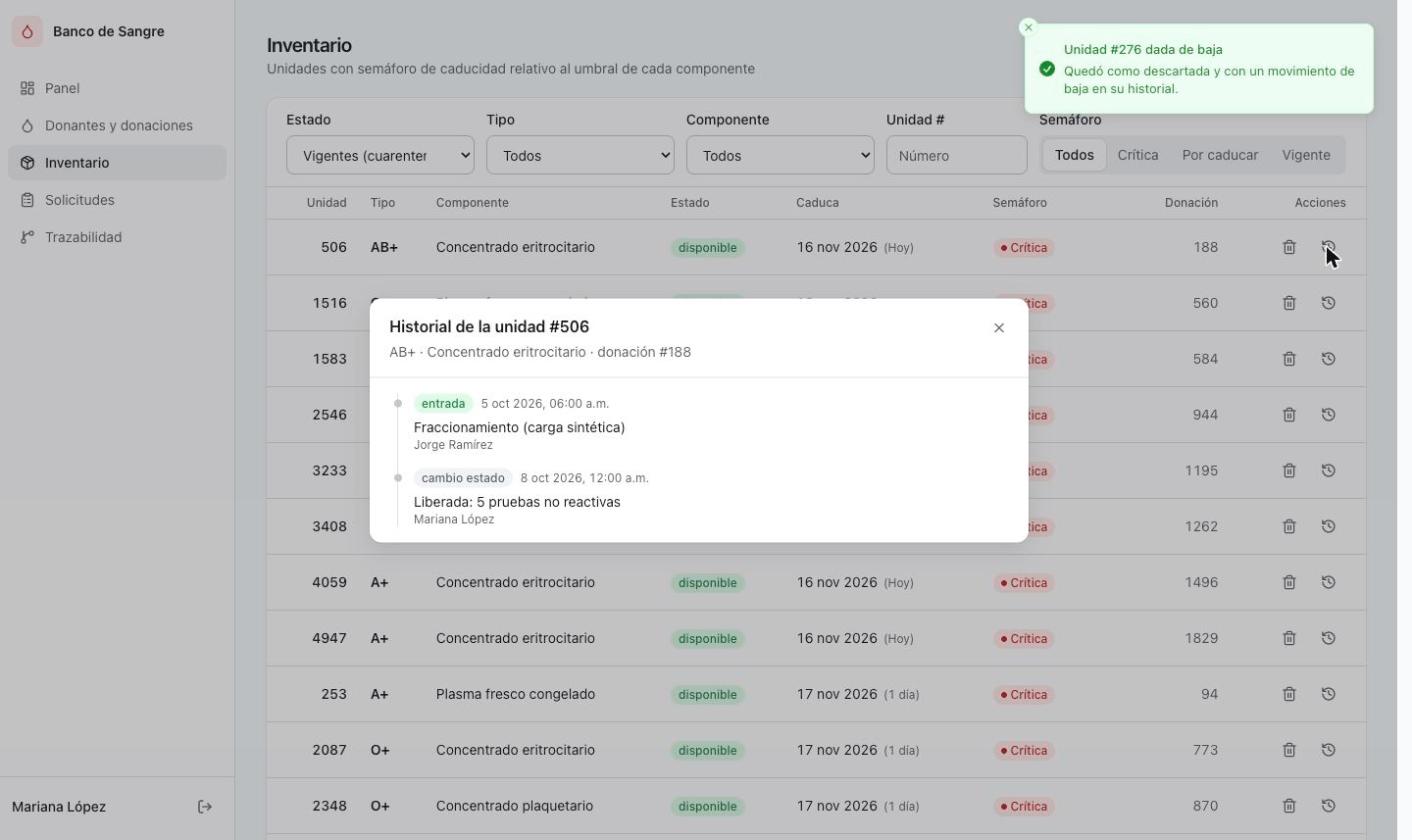 Banco de Sangre
Panel
Donantes y donaciones
Inventario
Solicitudes
Trazabilidad
Mariana López
Inventario
Unidades con semáforo de caducidad relativo al umbral de cada componente
Unidad #276 dada de baja
Quedó como descartada y con un movimiento de
baja en su historial.
Estado Tipo Componente Unidad # Semáforo
Vigentes (cuarenter Todos Todos Número Todos Crítica Por caducar Vigente
Unidad Tipo Componente Estado Caduca Semáforo Donación Acciones
506 AB+ Concentrado eritrocitario disponible 16 nov 2026 (Hoy) Crítica 188
1516 560
1583 584
2546 944
3233 1195
3408 1262
Historial de la unidad #506
AB+ · Concentrado eritrocitario · donación #188
entrada 5 oct 2026, 06:00 a.m.
Fraccionamiento (carga sintética)
Jorge Ramírez
cambio estado 8 oct 2026, 12:00 a.m.
Liberada: 5 pruebas no reactivas
Mariana López
4059 A+ Concentrado eritrocitario disponible 16 nov 2026 (Hoy) Crítica 1496
4947 A+ Concentrado eritrocitario disponible 16 nov 2026 (Hoy) Crítica 1829
253 A+ Plasma fresco congelado disponible 17 nov 2026 (1 día) Crítica 94
2087 O+ Concentrado eritrocitario disponible 17 nov 2026 (1 día) Crítica 773
2348 O+ Concentrado plaquetario disponible 17 nov 2026 (1 día) Crítica 870